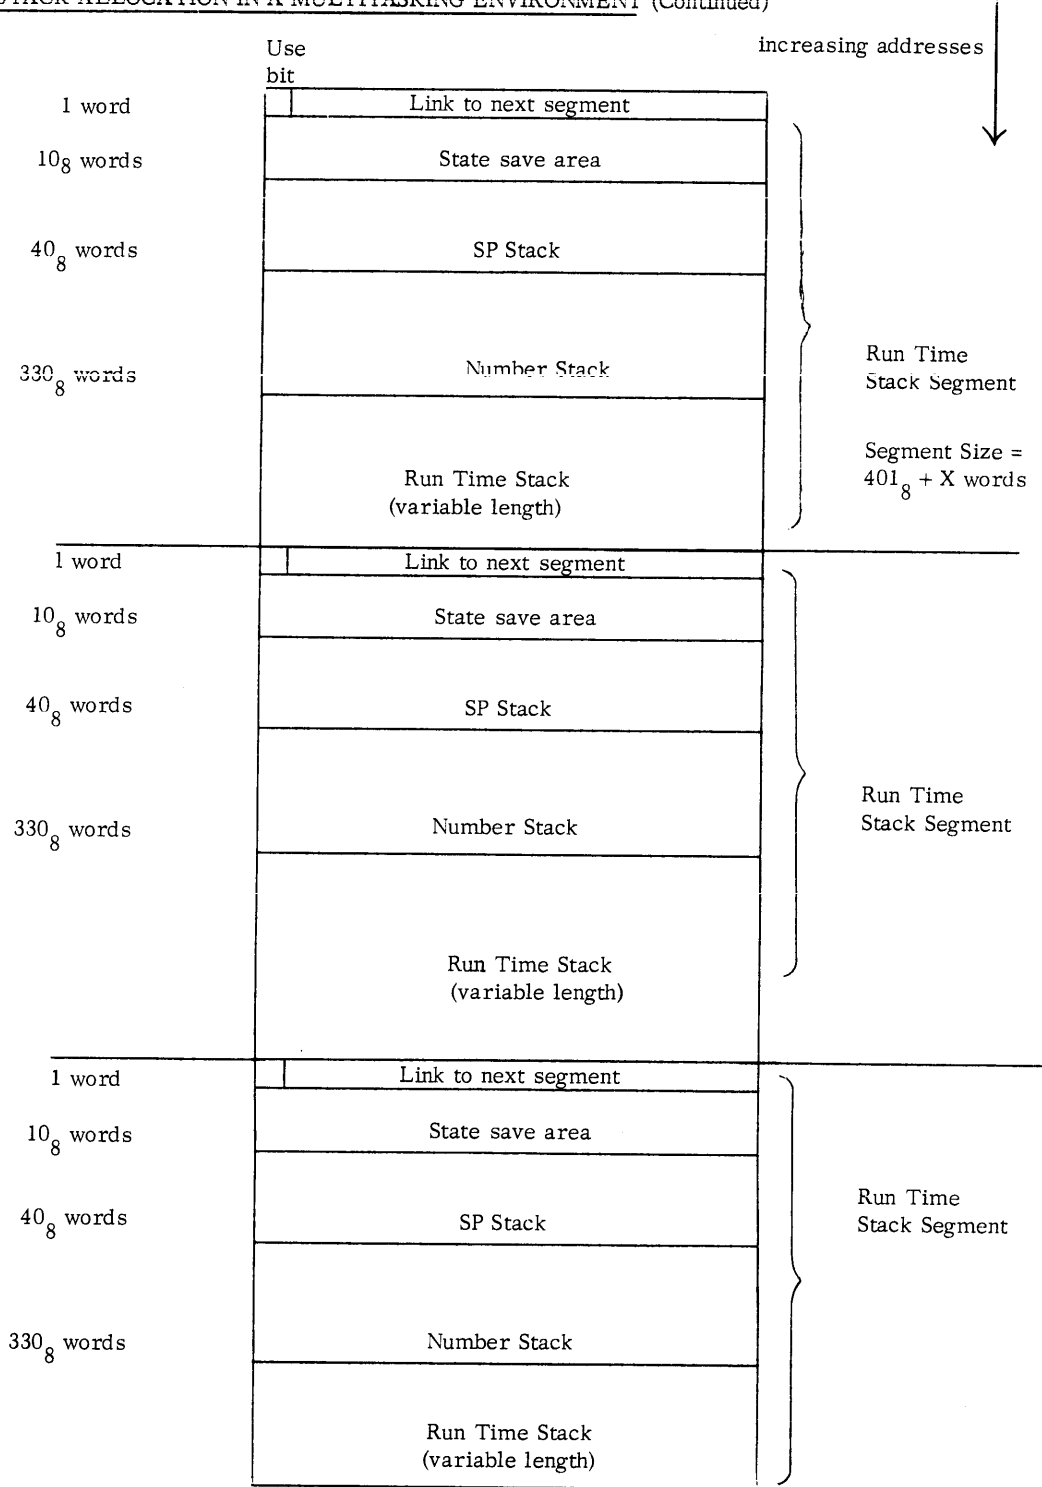 STACK ALLOCATION IN A MULTITASKING ENVIRONMENT (Continued)
increasing addresses
Use
bit
1 word
Link to next segment
10₈ words
State save area
40₈ words
SP Stack
330₈ words
Number Stack
Run Time
Stack Segment
Segment Size =
401₈ + X words
Run Time Stack
(variable length)
1 word
Link to next segment
10₈ words
State save area
40₈ words
SP Stack
330₈ words
Number Stack
Run Time
Stack Segment
Run Time Stack
(variable length)
1 word
Link to next segment
10₈ words
State save area
40₈ words
SP Stack
Run Time
Stack Segment
330₈ words
Number Stack
Run Time Stack
(variable length)